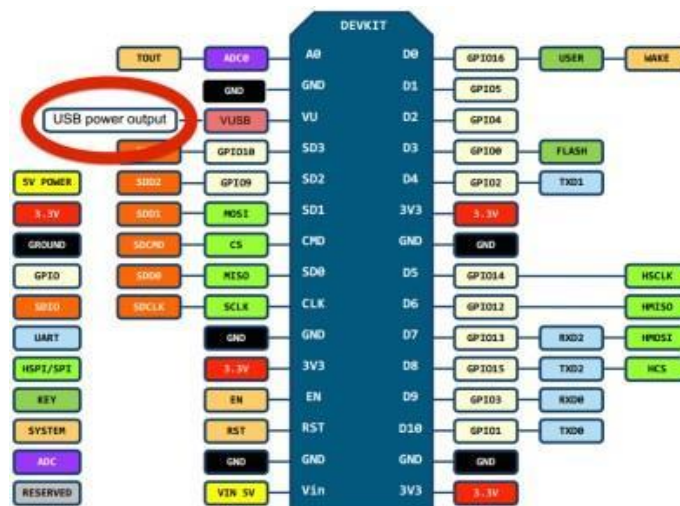 DEVKIT
TOUT ADC0 A0 D0 GPIO16 USER WAKE
GND GND D1 GPIO5
USB power output VUSB VU D2 GPIO4
GPIO10 SD3 D3 GPIO0 FLASH
5V POWER SDD2 GPIO9 SD2 D4 GPIO2 TXD1
3.3V SDD1 MOSI SD1 3V3 3.3V
GROUND SDCMD CS CMD GND GND
GPIO SDD0 MISO SD0 D5 GPIO14 HSCLK
SDIO SDCLK SCLK CLK D6 GPIO12 HMISO
UART GND GND D7 GPIO13 RXD2 HMOSI
HSPI/SPI 3.3V 3V3 D8 GPIO15 TXD2 HCS
KEY EN EN D9 GPIO3 RXD0
SYSTEM RST RST D10 GPIO1 TXD0
ADC GND GND GND GND
RESERVED VIN 5V Vin 3V3 3.3V